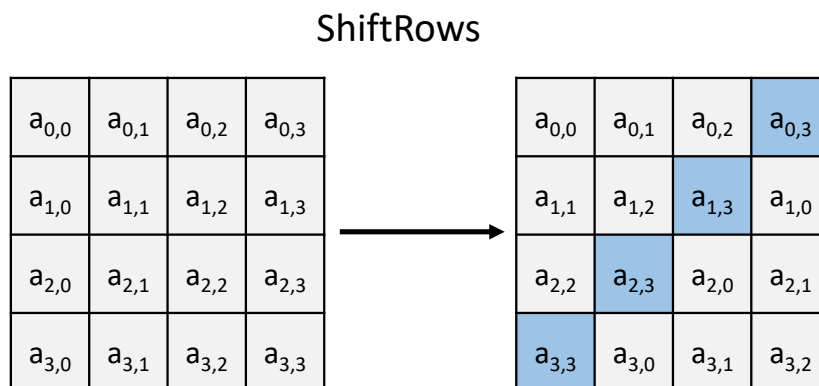 ShiftRows
a0,0 a0,1 a0,2 a0,3 a0,0 a0,1 a0,2 a0,3
a1,0 a1,1 a1,2 a1,3 a1,1 a1,2 a1,3 a1,0
a2,0 a2,1 a2,2 a2,3 a2,2 a2,3 a2,0 a2,1
a3,0 a3,1 a3,2 a3,3 a3,3 a3,0 a3,1 a3,2